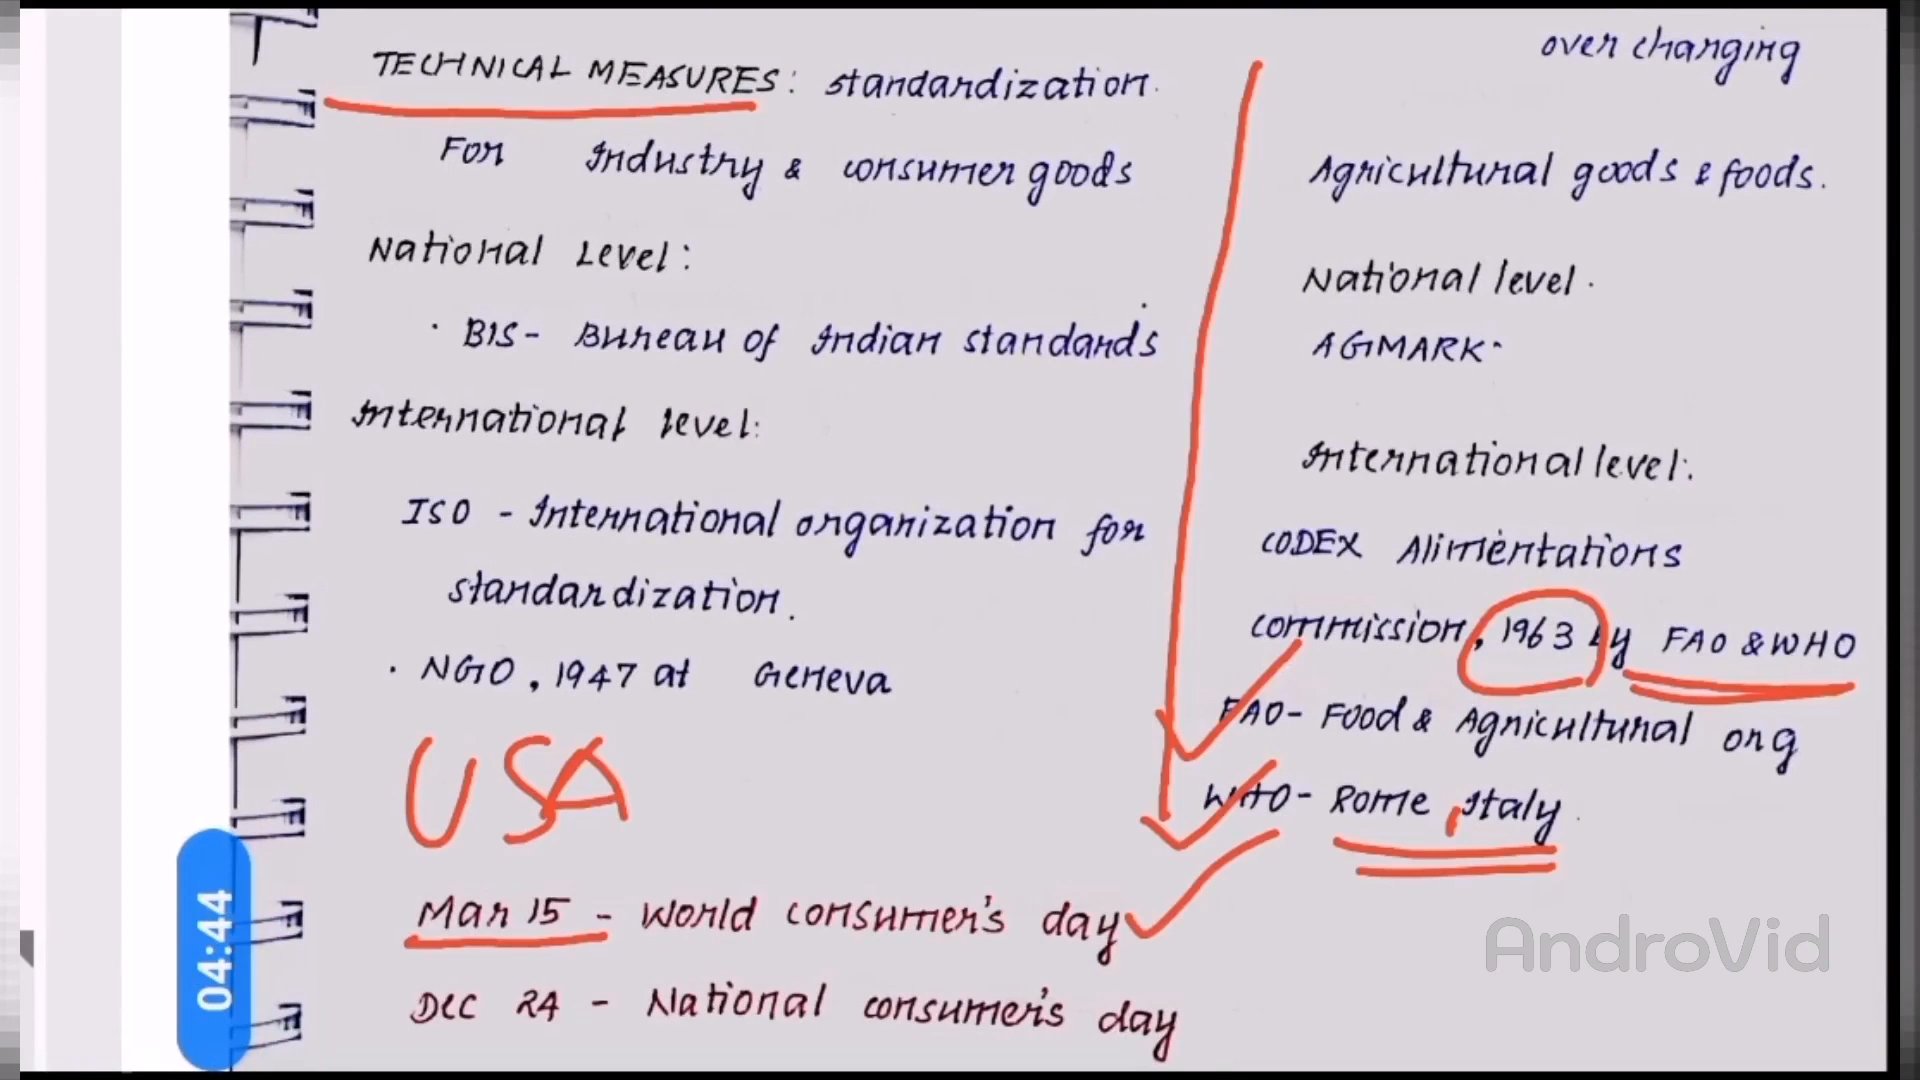 TECHNICAL MEASURES: standardization.
For Industry & consumer goods
National Level:
· BIS- Bureau of Indian standards
International level:
ISO - International organization for
standardization.
· NGO, 1947 at Geneva
USA
Mar 15 - World consumer's day
Dec 24 - National consumer's day
over changing
Agricultural goods & foods.
National level.
AGMARK-
International level:
CODEX Alimentations
commission, 1963 by FAO & WHO
FAO- Food & Agricultural org
WHO- Rome, Italy.
04:44
AndroVid